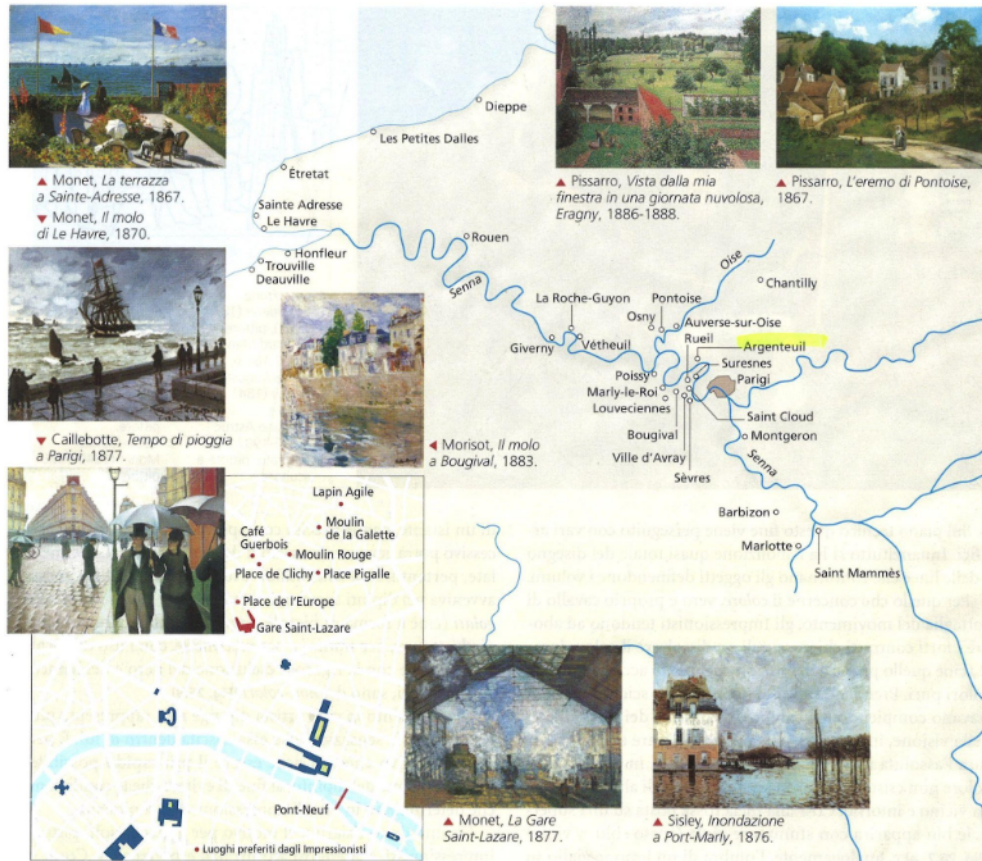 ▲ Monet, La terrazza
a Sainte-Adresse, 1867.
▼ Monet, Il molo
di Le Havre, 1870.
▼ Caillebotte, Tempo di pioggia
a Parigi, 1877.
▲ Pissarro, Vista dalla mia
finestra in una giornata nuvolosa,
Eragny, 1886-1888.
▲ Pissarro, L'eremo di Pontoise,
1867.
◀ Morisot, Il molo
a Bougival, 1883.
Dieppe
Les Petites Dalles
Étretat
Sainte Adresse
Le Havre
Honfleur
Trouville
Deauville
Rouen
Senna
Oise
Chantilly
La Roche-Guyon
Pontoise
Osny
Auverse-sur-Oise
Giverny
Vétheuil
Rueil
Argenteuil
Suresnes
Poissy
Parigi
Marly-le-Roi
Louveciennes
Saint Cloud
Bougival
Montgeron
Ville d'Avray
Senna
Sèvres
Barbizon
Marlotte
Saint Mammès
Lapin Agile
Moulin
de la Galette
Café
Guerbois
Moulin Rouge
Place de Clichy
Place Pigalle
Place de l'Europe
Gare Saint-Lazare
Pont-Neuf
• Luoghi preferiti dagli Impressionisti
▲ Monet, La Gare
Saint-Lazare, 1877.
▲ Sisley, Inondazione
a Port-Marly, 1876.